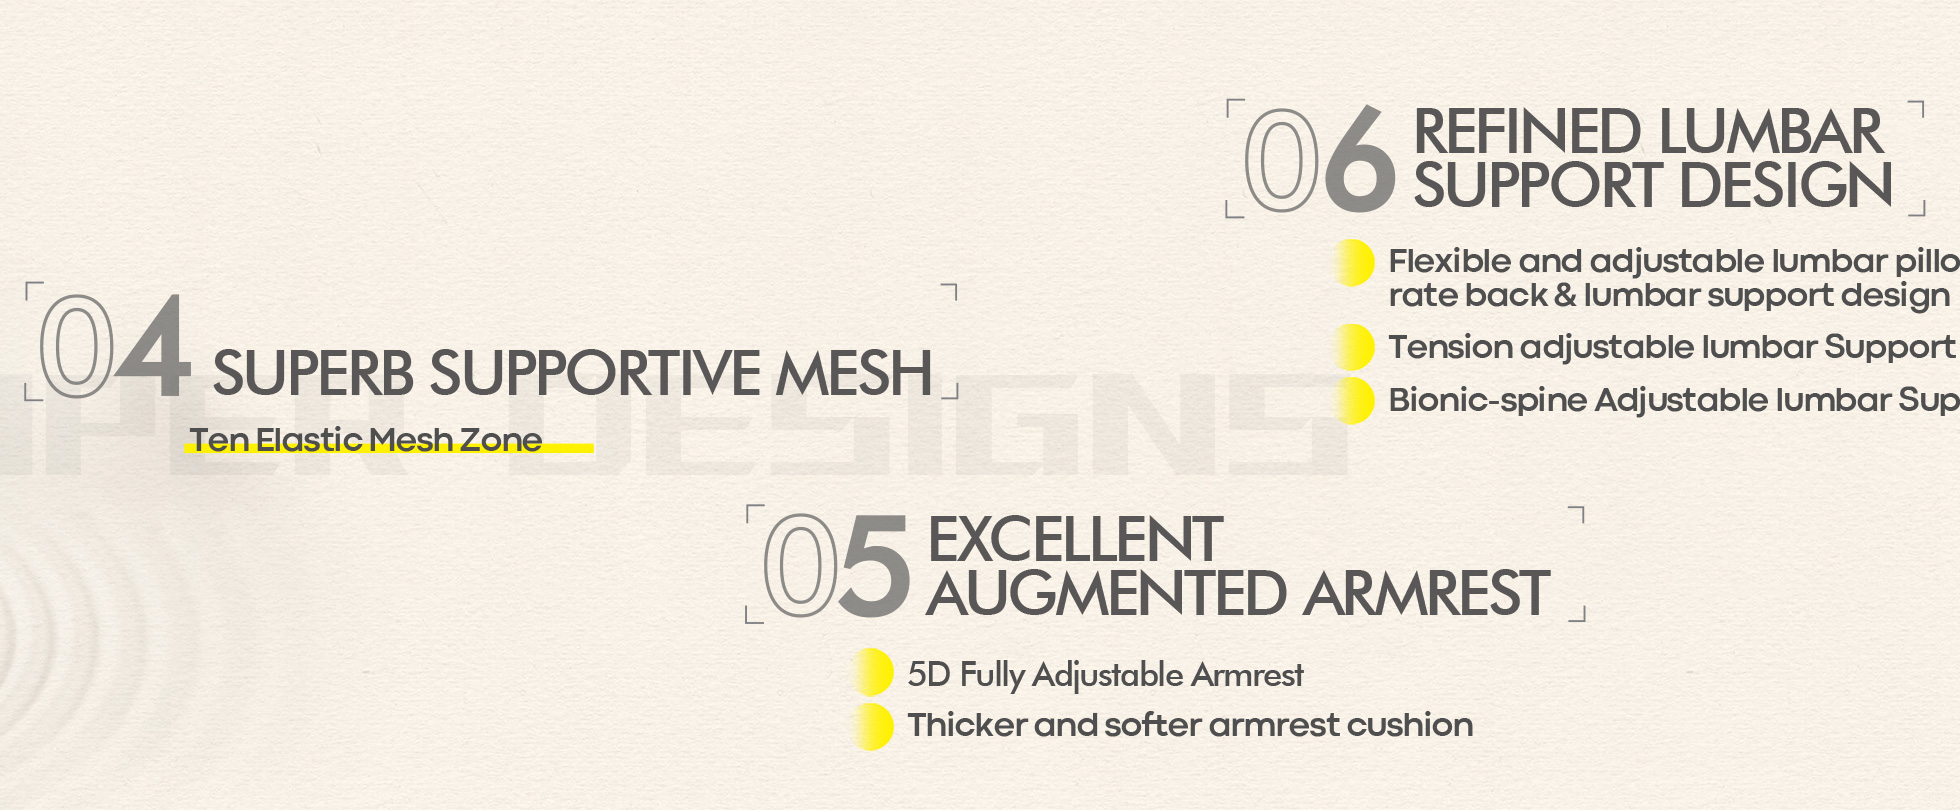 04
SUPERB SUPPORTIVE MESH
Ten Elastic Mesh Zone
DESIGNS
05
EXCELLENT
AUGMENTED ARMREST
5D Fully Adjustable Armrest
Thicker and softer armrest cushion
06
REFINED LUMBAR
SUPPORT DESIGN
Flexible and adjustable lumbar
rate back & lumbar support design
Tension adjustable lumbar Support
Bionic-spine Adjustable lumbar